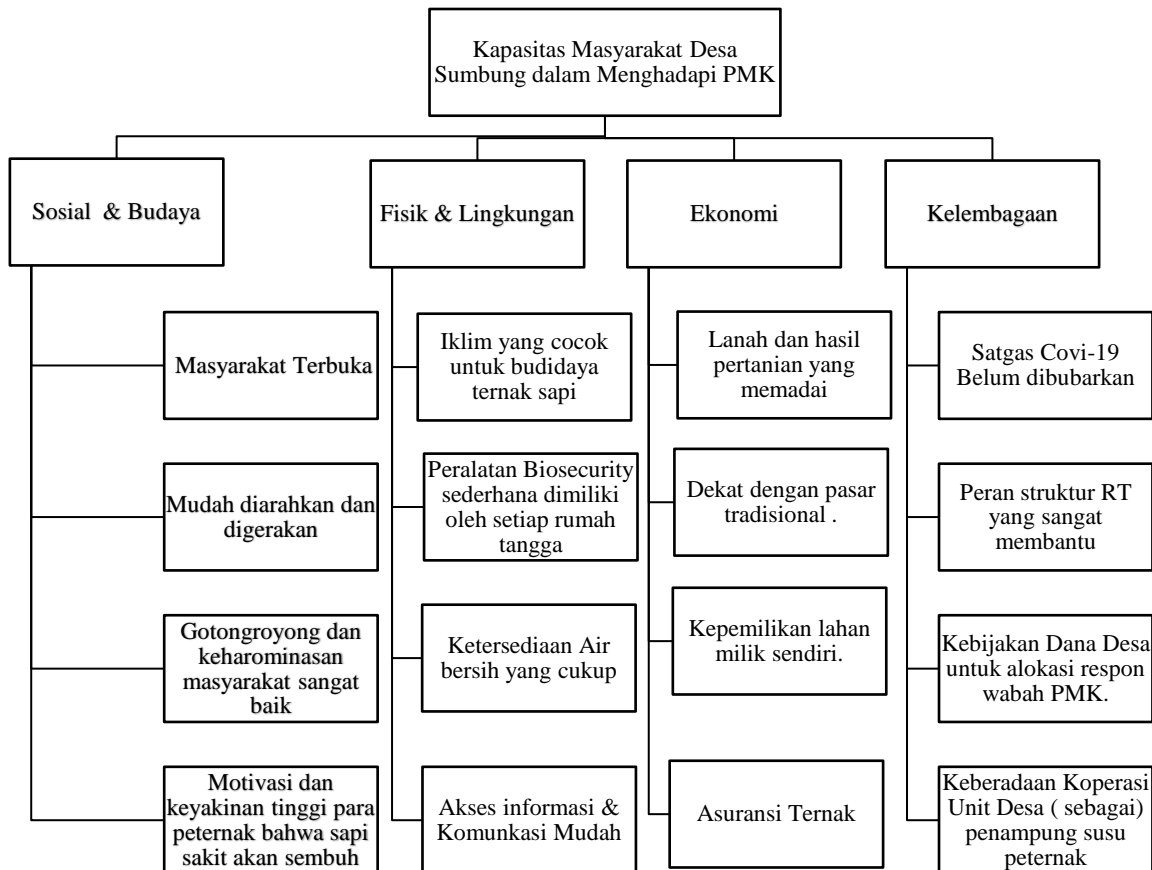 Kapasitas Masyarakat Desa
Sumbung dalam Menghadapi PMK
Sosial & Budaya
Fisik & Lingkungan
Ekonomi
Kelembagaan
Masyarakat Terbuka
Mudah diarahkan dan
digerakan
Gotongroyong dan
keharominasan
masyarakat sangat
baik
Motivasi dan
keyakinan tinggi para
peternak bahwa sapi
sakit akan sembuh
Iklim yang cocok
untuk budidaya
ternak sapi
Peralatan Biosecurity
sederhana dimiliki
oleh setiap rumah
tangga
Ketersediaan Air
bersih yang cukup
Akses informasi &
Komunkasi Mudah
Lanah dan hasil
pertanian yang
memadai
Dekat dengan pasar
tradisional .
Kepemilikan lahan
milik sendiri.
Asuransi Ternak
Satgas Covi-19
Belum dibubarkan
Peran struktur RT
yang sangat
membantu
Kebijakan Dana Desa
untuk alokasi respon
wabah PMK.
Keberadaan Koperasi
Unit Desa ( sebagai)
penampung susu
peternak